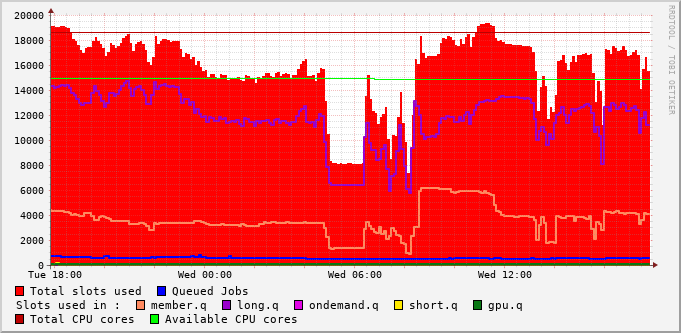 20000
18000
16000
14000
12000
10000
8000
6000
4000
2000
0
Tue 18:00 Wed 00:00 Wed 06:00 Wed 12:00
Total slots used Queued Jobs
Slots used in : member.q long.q ondemand.q short.q gpu.q
Total CPU cores Available CPU cores
RRDTOOL / TOBI OETIKER